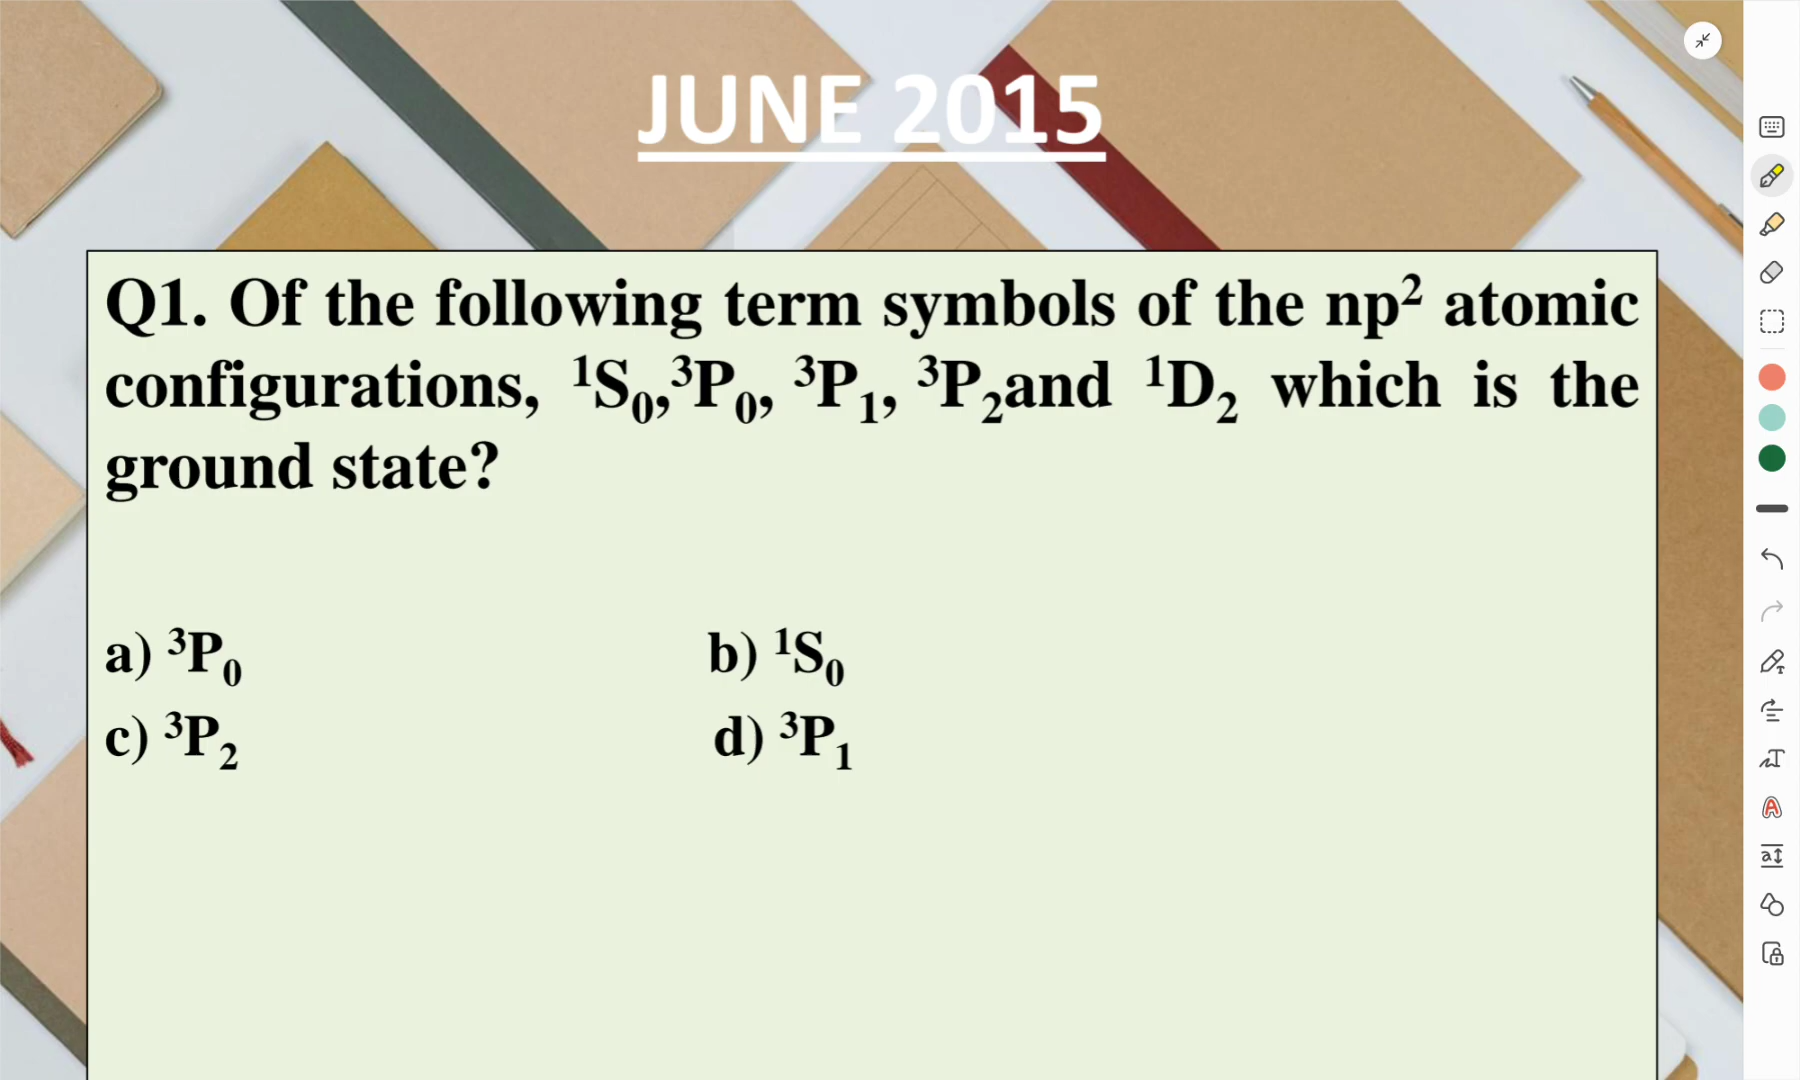 JUNE 2015
Q1. Of the following term symbols of the np² atomic
configurations, ¹S₀,³P₀, ³P₁, ³P₂and ¹D₂ which is the
ground state?
a) ³P₀ b) ¹S₀
c) ³P₂ d) ³P₁